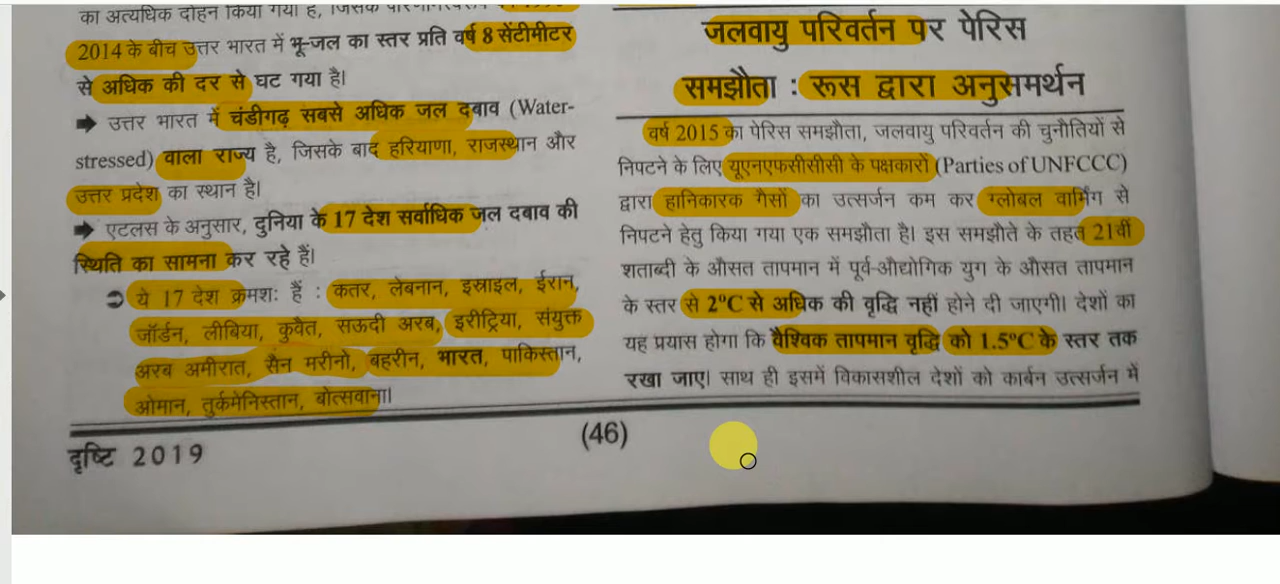 का अत्यधिक दोहन किया गया है, जिसके
2014 के बीच उत्तर भारत में भू-जल का स्तर प्रति वर्ष 8 सेंटीमीटर
से अधिक की दर से घट गया है।
➡ उत्तर भारत में चंडीगढ़ सबसे अधिक जल दबाव (Water-
stressed) वाला राज्य है, जिसके बाद हरियाणा, राजस्थान और
उत्तर प्रदेश का स्थान है।
➡ एटलस के अनुसार, दुनिया के 17 देश सर्वाधिक जल दबाव की
स्थिति का सामना कर रहे हैं।
➲ ये 17 देश क्रमशः हैं : कतर, लेबनान, इस्राइल, ईरान,
जॉर्डन, लीबिया, कुवैत, सऊदी अरब, इरीट्रिया, संयुक्त
अरब अमीरात, सैन मरीनो, बहरीन, भारत, पाकिस्तान,
ओमान, तुर्कमेनिस्तान, बोत्सवाना।
दृष्टि 2019
(46)
जलवायु परिवर्तन पर पेरिस
समझौता : रूस द्वारा अनुसमर्थन
वर्ष 2015 का पेरिस समझौता, जलवायु परिवर्तन की चुनौतियों से
निपटने के लिए यूएनएफसीसीसी के पक्षकारों (Parties of UNFCCC)
द्वारा हानिकारक गैसों का उत्सर्जन कम कर ग्लोबल वार्मिंग से
निपटने हेतु किया गया एक समझौता है। इस समझौते के तहत 21वीं
शताब्दी के औसत तापमान में पूर्व-औद्योगिक युग के औसत तापमान
के स्तर से 2°C से अधिक की वृद्धि नहीं होने दी जाएगी। देशों का
यह प्रयास होगा कि वैश्विक तापमान वृद्धि को 1.5°C के स्तर तक
रखा जाए। साथ ही इसमें विकासशील देशों को कार्बन उत्सर्जन में